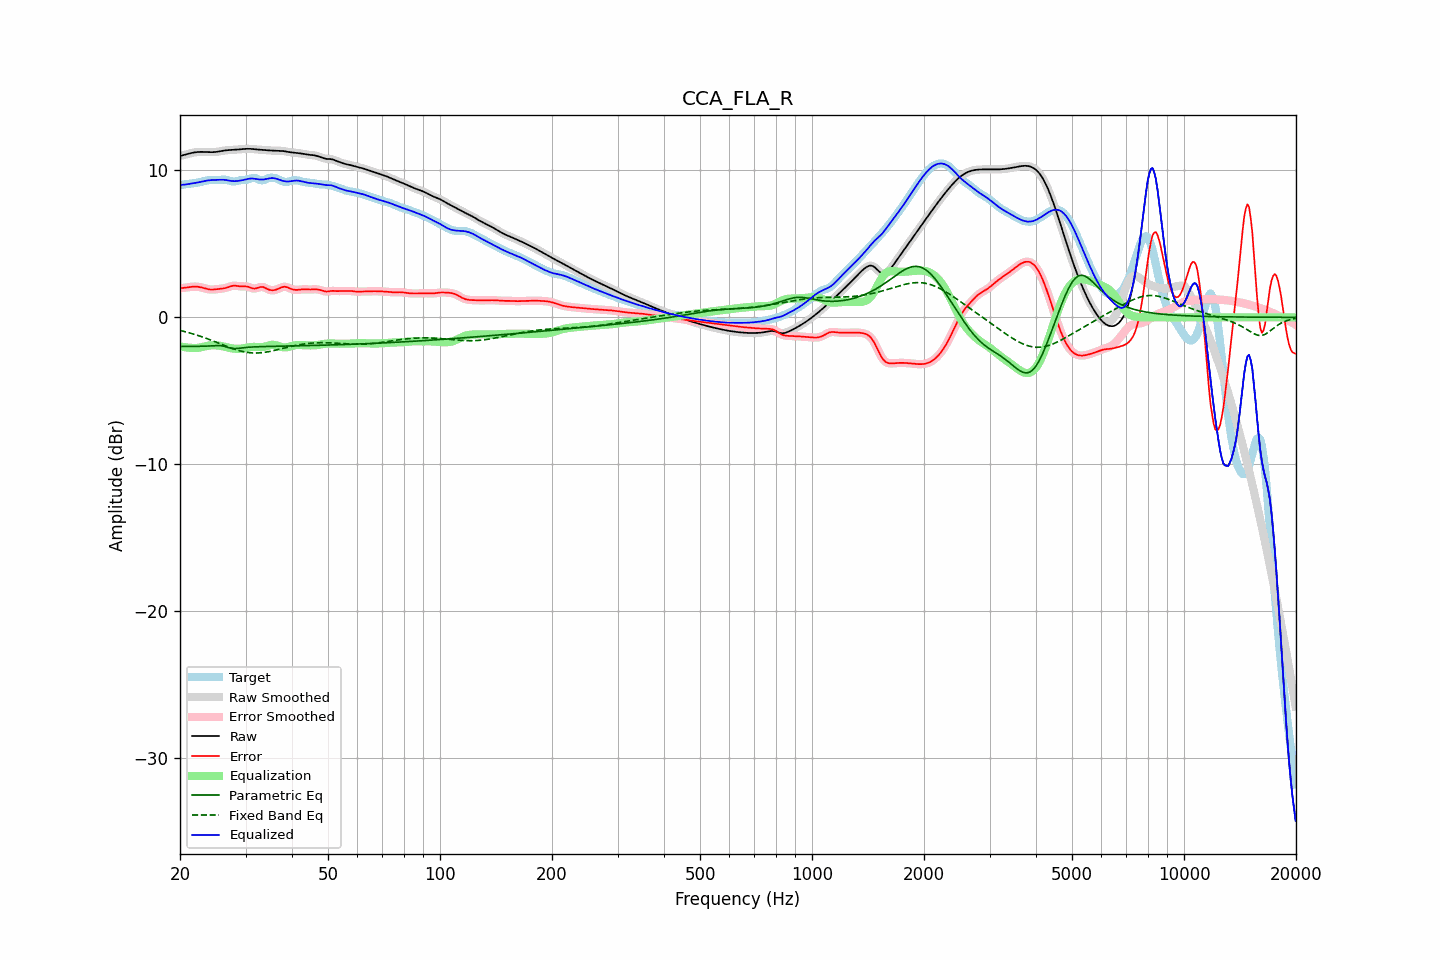 CCA_FLA_R
10
0
−10
−20
−30
Amplitude (dBr)
Target
Raw Smoothed
Error Smoothed
Raw
Error
Equalization
Parametric Eq
Fixed Band Eq
Equalized
20 50 100 200 500 1000 2000 5000 10000 20000
Frequency (Hz)